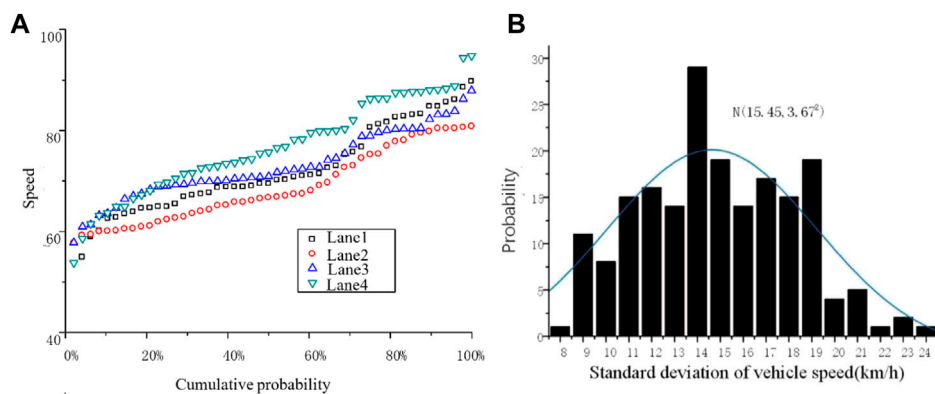 A
100
80
60
40
Speed
Lane1
Lane2
Lane3
Lane4
0%
20%
40%
60%
80%
100%
Cumulative probability
B
30
25
20
15
10
5
0
Probability
N(15.45,3.67²)
8 9 10 11 12 13 14 15 16 17 18 19 20 21 22 23 24
Standard deviation of vehicle speed(km/h)